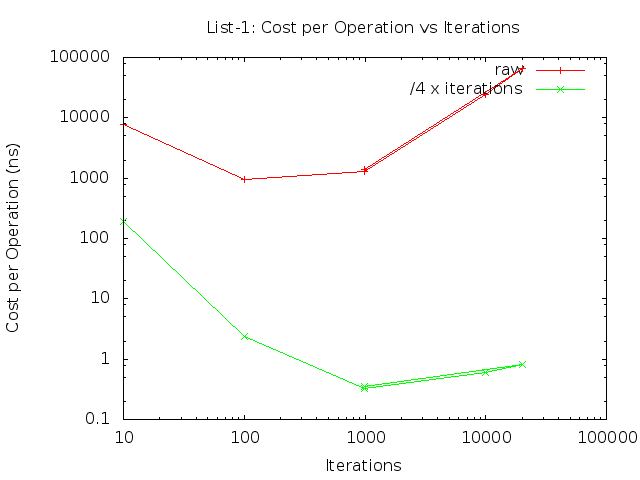 List-1: Cost per Operation vs Iterations
raw
/4 x iterations
Cost per Operation (ns)
100000
10000
1000
100
10
1
0.1
10
100
1000
10000
100000
Iterations